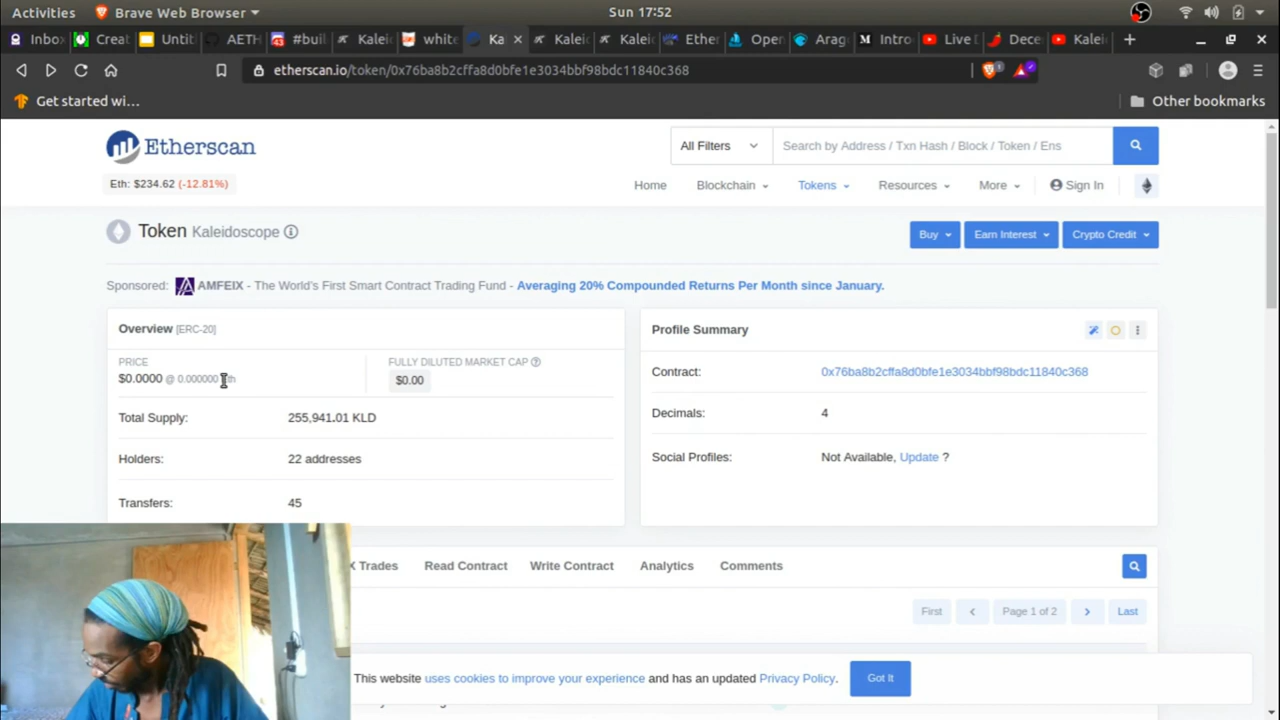 Activities Brave Web Browser Sun 17:52
Inbo Creat Untit AETH #buil Kalei white Ka Kalei Kalei Ether Open Arag Intro Live D Dece Kalei
etherscan.io/token/0x76ba8b2cffa8d0bfe1e3034bbf98bdc11840c368 1
Get started wi... Other bookmarks
Etherscan
All Filters Search by Address / Txn Hash / Block / Token / Ens
Eth: $234.62 (-12.81%)
Home Blockchain Tokens Resources More Sign In
Token Kaleidoscope
Buy Earn Interest Crypto Credit
Sponsored: AMFEIX - The World's First Smart Contract Trading Fund - Averaging 20% Compounded Returns Per Month since January.
Overview [ERC-20]
PRICE
$0.0000 @ 0.000000
FULLY DILUTED MARKET CAP
$0.00
Total Supply: 255,941.01 KLD
Holders: 22 addresses
Transfers: 45
Profile Summary
Contract: 0x76ba8b2cffa8d0bfe1e3034bbf98bdc11840c368
Decimals: 4
Social Profiles: Not Available, Update ?
X Trades Read Contract Write Contract Analytics Comments
First Page 1 of 2 Last
This website uses cookies to improve your experience and has an updated Privacy Policy. Got It